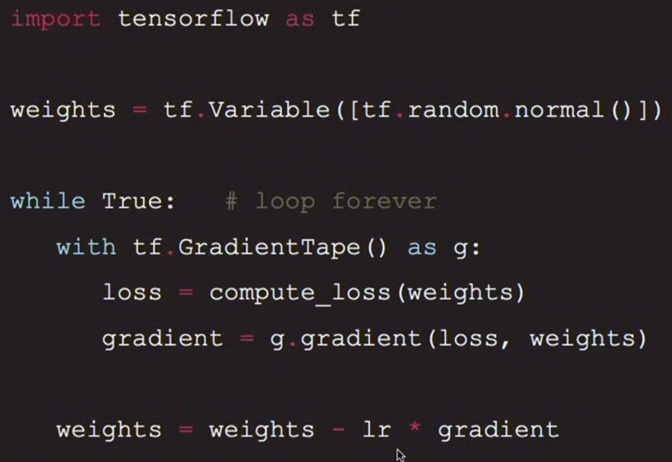 import tensorflow as tf
weights = tf.Variable([tf.random.normal()])
while True:   # loop forever
   with tf.GradientTape() as g:
      loss = compute_loss(weights)
      gradient = g.gradient(loss, weights)
   weights = weights - lr * gradient